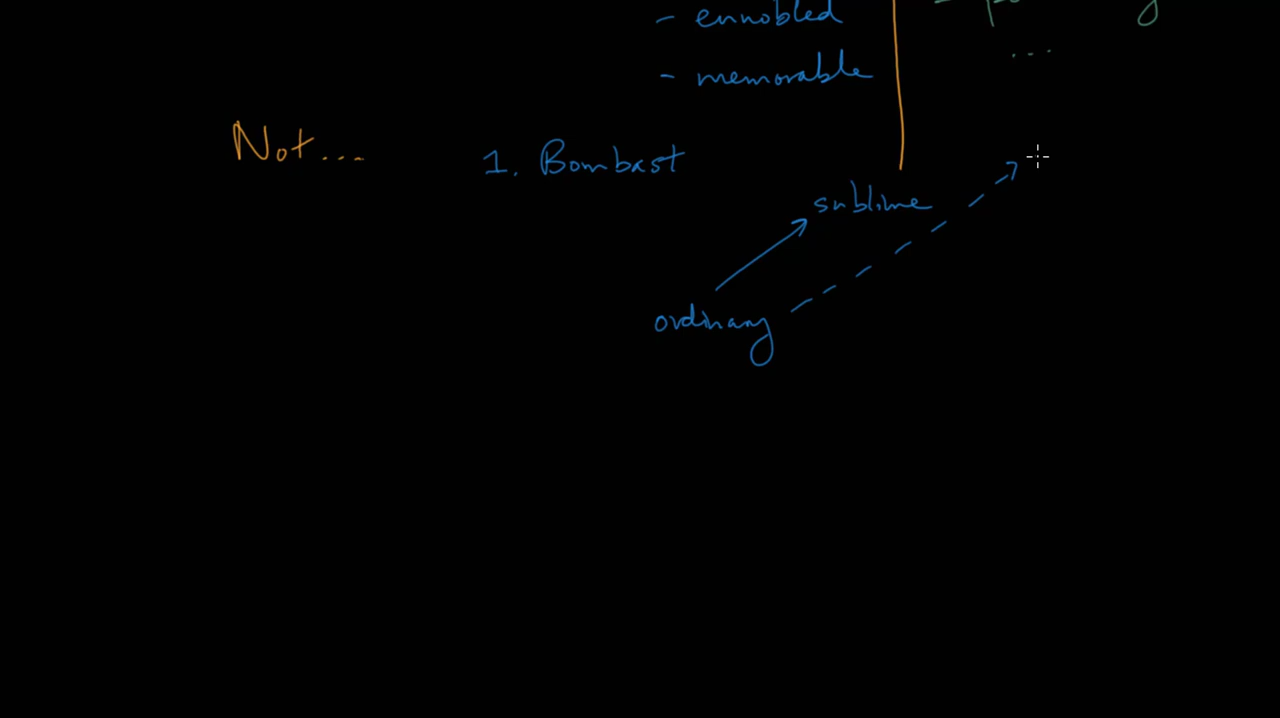 - ennobled
...
- memorable
Not...
1. Bombast
sublime
ordinary